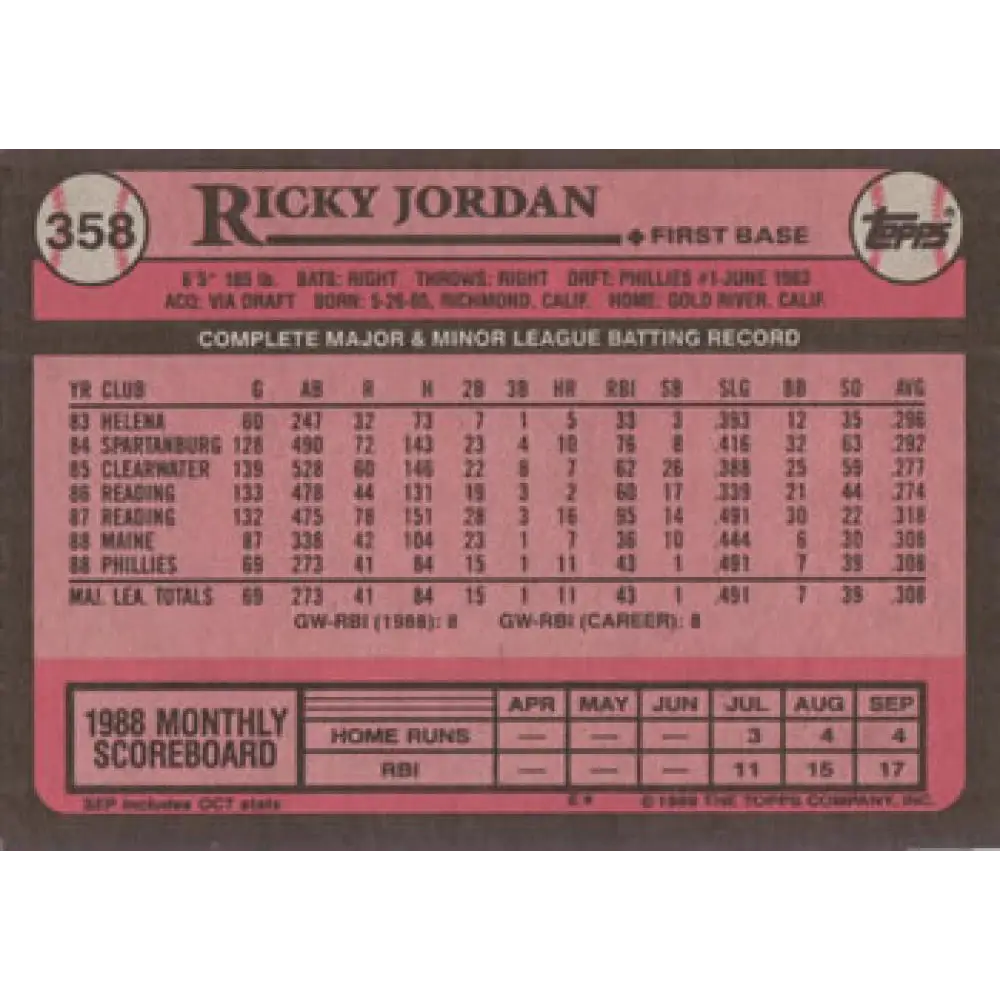 358
RICKY JORDAN
FIRST BASE
TOPPS®
6'5" 185 lb. BATS: RIGHT THROWS: RIGHT DRFT: PHILLIES #1-JUNE 1983
ACQ: VIA DRAFT BORN: 5-26-65, RICHMOND, CALIF. HOME: GOLD RIVER, CALIF.
COMPLETE MAJOR & MINOR LEAGUE BATTING RECORD
YR CLUB G AB R H 2B 3B HR RBI SB SLG BB SO AVG
83 HELENA 60 247 32 73 7 1 5 33 3 .393 12 35 .296
84 SPARTANBURG 128 490 72 143 23 4 10 76 8 .416 32 63 .292
85 CLEARWATER 139 528 60 146 22 8 7 62 26 .388 25 59 .277
86 READING 133 478 44 131 19 3 2 60 17 .339 21 44 .274
87 READING 132 475 78 151 28 3 16 95 14 .491 30 22 .318
88 MAINE 87 338 42 104 23 1 7 36 10 .444 6 30 .308
88 PHILLIES 69 273 41 84 15 1 11 43 1 .491 7 39 .308
MAJ. LEA. TOTALS 69 273 41 84 15 1 11 43 1 .491 7 39 .308
GW-RBI (1988): 8 GW-RBI (CAREER): 8
1988 MONTHLY
SCOREBOARD
APR MAY JUN JUL AUG SEP
HOME RUNS — — — 3 4 4
RBI — — — 11 15 17
SEP includes OCT stats
© 1989 THE TOPPS COMPANY, INC.